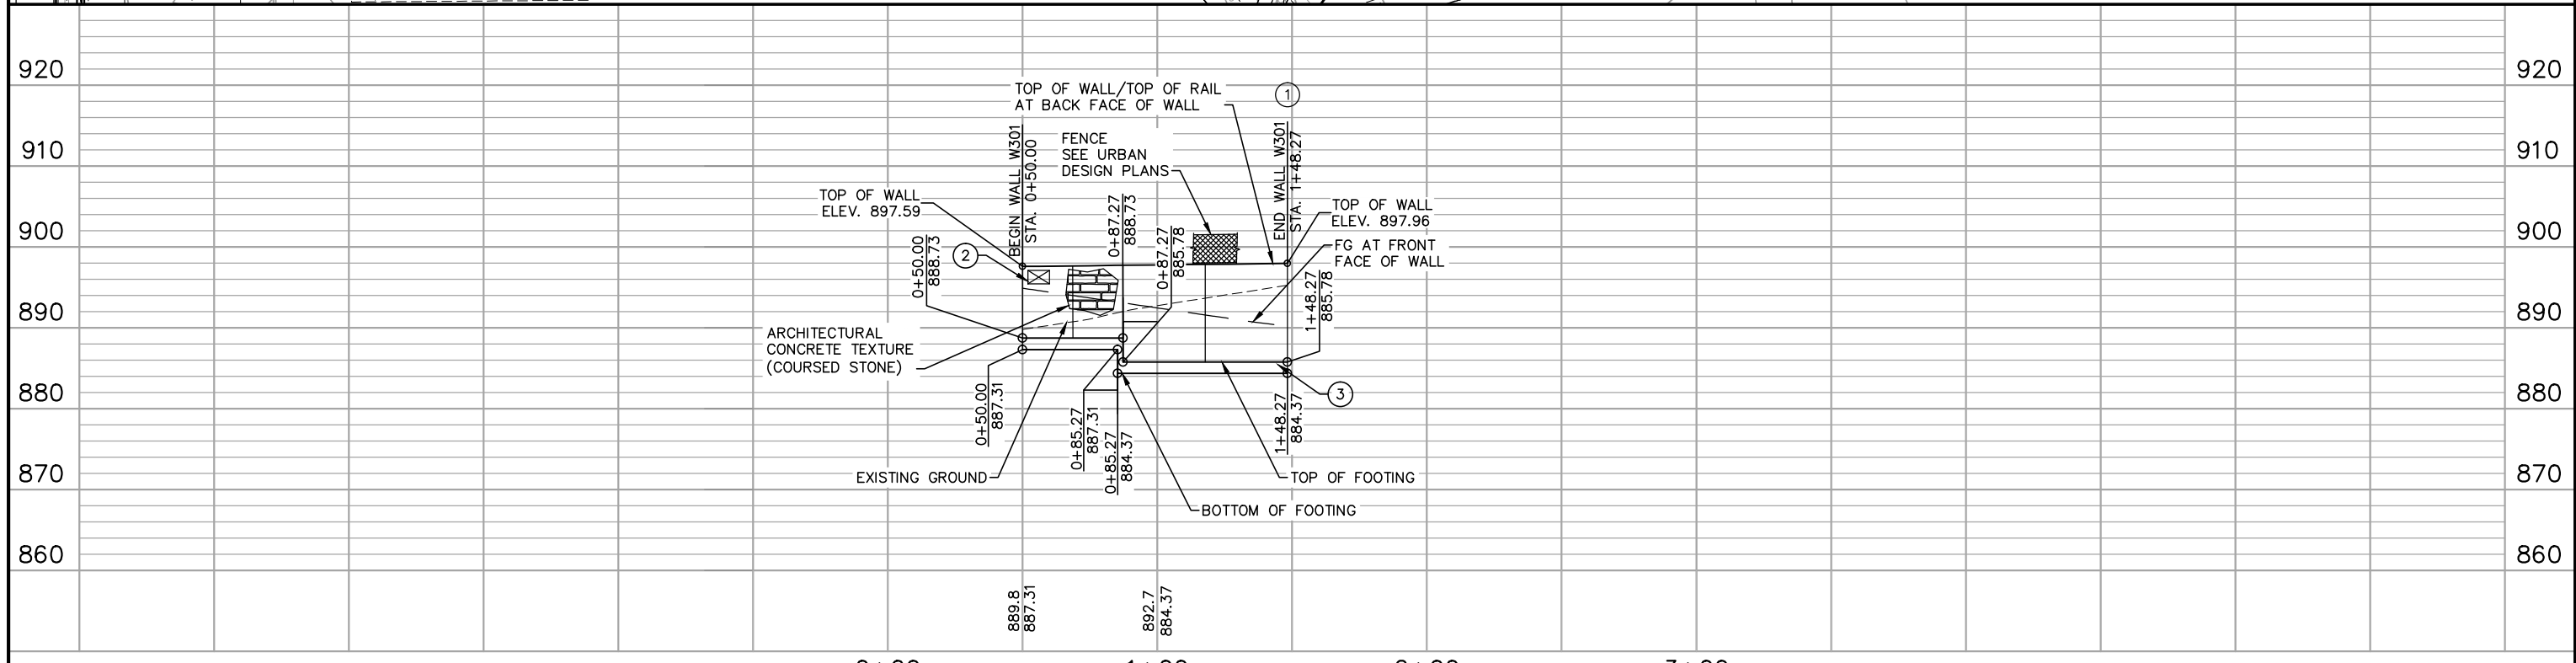 920
920
TOP OF WALL/TOP OF RAIL
AT BACK FACE OF WALL
1
FENCE
SEE URBAN
DESIGN PLANS
BEGIN WALL W301
STA. 0+50.00
END WALL W301
STA. 1+48.27
910
910
TOP OF WALL
ELEV. 897.59
0+87.27
888.73
TOP OF WALL
ELEV. 897.96
900
900
0+50.00
888.73
2
0+87.27
885.78
FG AT FRONT
FACE OF WALL
1+48.27
885.78
890
890
ARCHITECTURAL
CONCRETE TEXTURE
(COURSED STONE)
880
880
3
0+50.00
887.31
0+85.27
887.31
0+85.27
884.37
1+48.27
884.37
870
870
EXISTING GROUND
TOP OF FOOTING
BOTTOM OF FOOTING
860
860
889.8
887.31
892.7
884.37